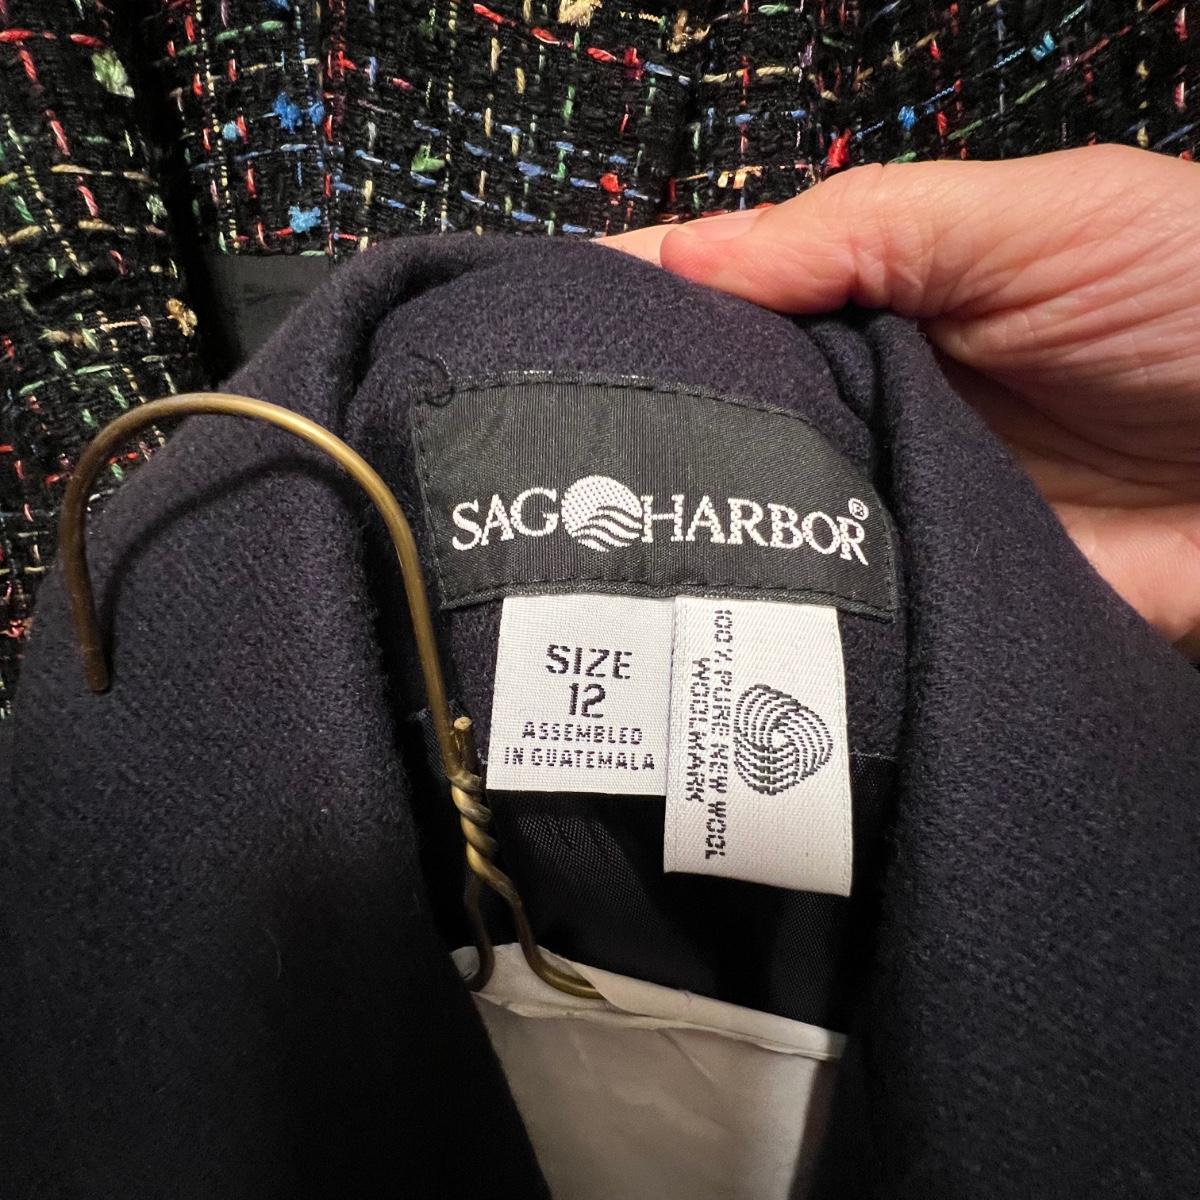 SAG HARBOR®
SIZE
12
ASSEMBLED
IN GUATEMALA
100% PURE NEW WOOL
WOOLMARK